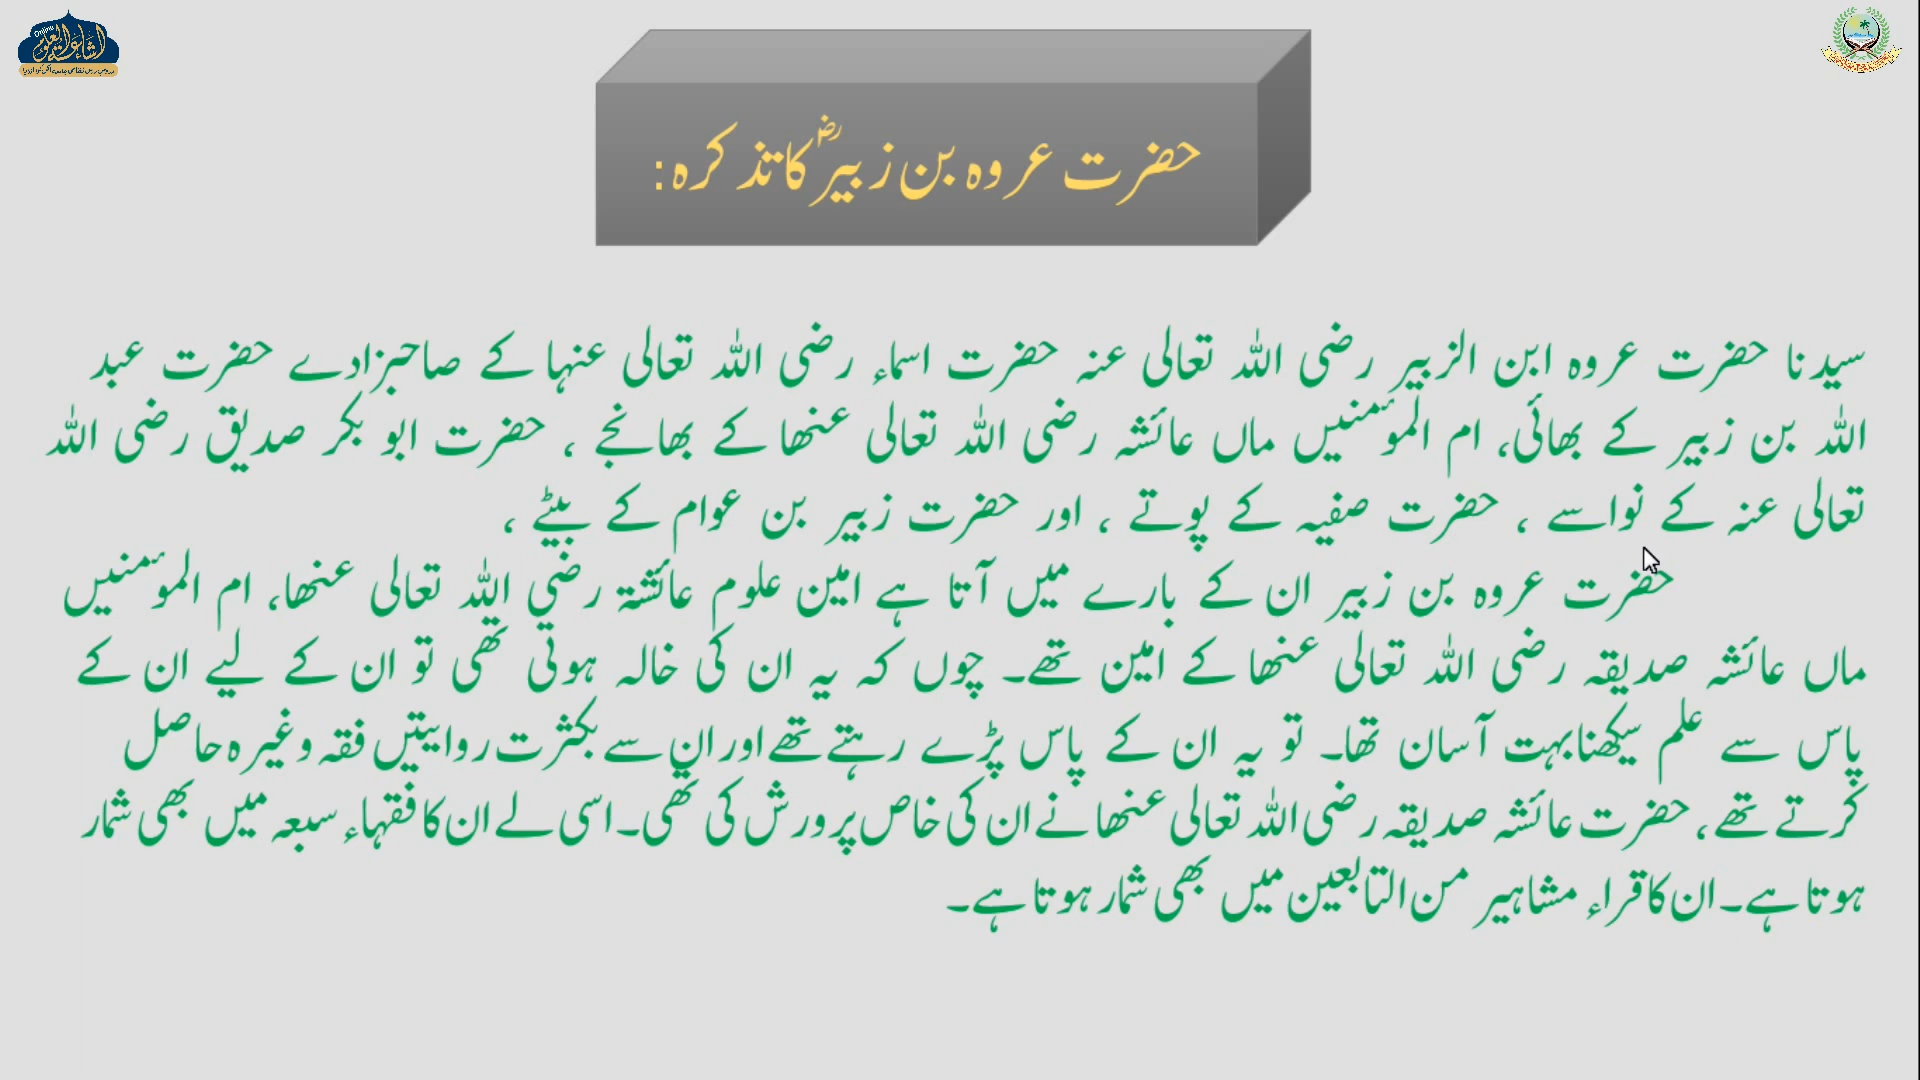 Online
اشاعۃ العلوم
حضرت عروہ بن زبیرؓ کا تذکرہ:
سیدنا حضرت عروہ ابن الزبیر رضی اللہ تعالی عنہ حضرت اسماء رضی اللہ تعالی عنہا کے صاحبزادے حضرت عبد
اللہ بن زبیر کے بھائی، ام الموٴمنیں ماں عائشہ رضی اللہ تعالی عنھا کے بھانجے ، حضرت ابو بکر صدیق رضی اللہ
تعالی عنہ کے نواسے ، حضرت صفیہ کے پوتے ، اور حضرت زبیر بن عوام کے بیٹے ،
حضرت عروہ بن زبیر ان کے بارے میں آتا ہے امین علوم عائشۃ رضی اللہ تعالی عنھا، ام الموٴمنیں
ماں عائشہ صدیقہ رضی اللہ تعالی عنھا کے امین تھے۔ چوں کہ یہ ان کی خالہ ہوتی تھی تو ان کے لیے ان کے
پاس سے علم سیکھنا بہت آسان تھا۔ تو یہ ان کے پاس پڑے رہتے تھے اور ان سے بکثرت روایتیں فقہ وغیرہ حاصل
کرتے تھے، حضرت عائشہ صدیقہ رضی اللہ تعالی عنھا نے ان کی خاص پرورش کی تھی۔ اسی لے ان کا فقہاء سبعہ میں بھی شمار
ہوتا ہے۔ ان کا قراء مشاہیر من التابعین میں بھی شمار ہوتا ہے۔